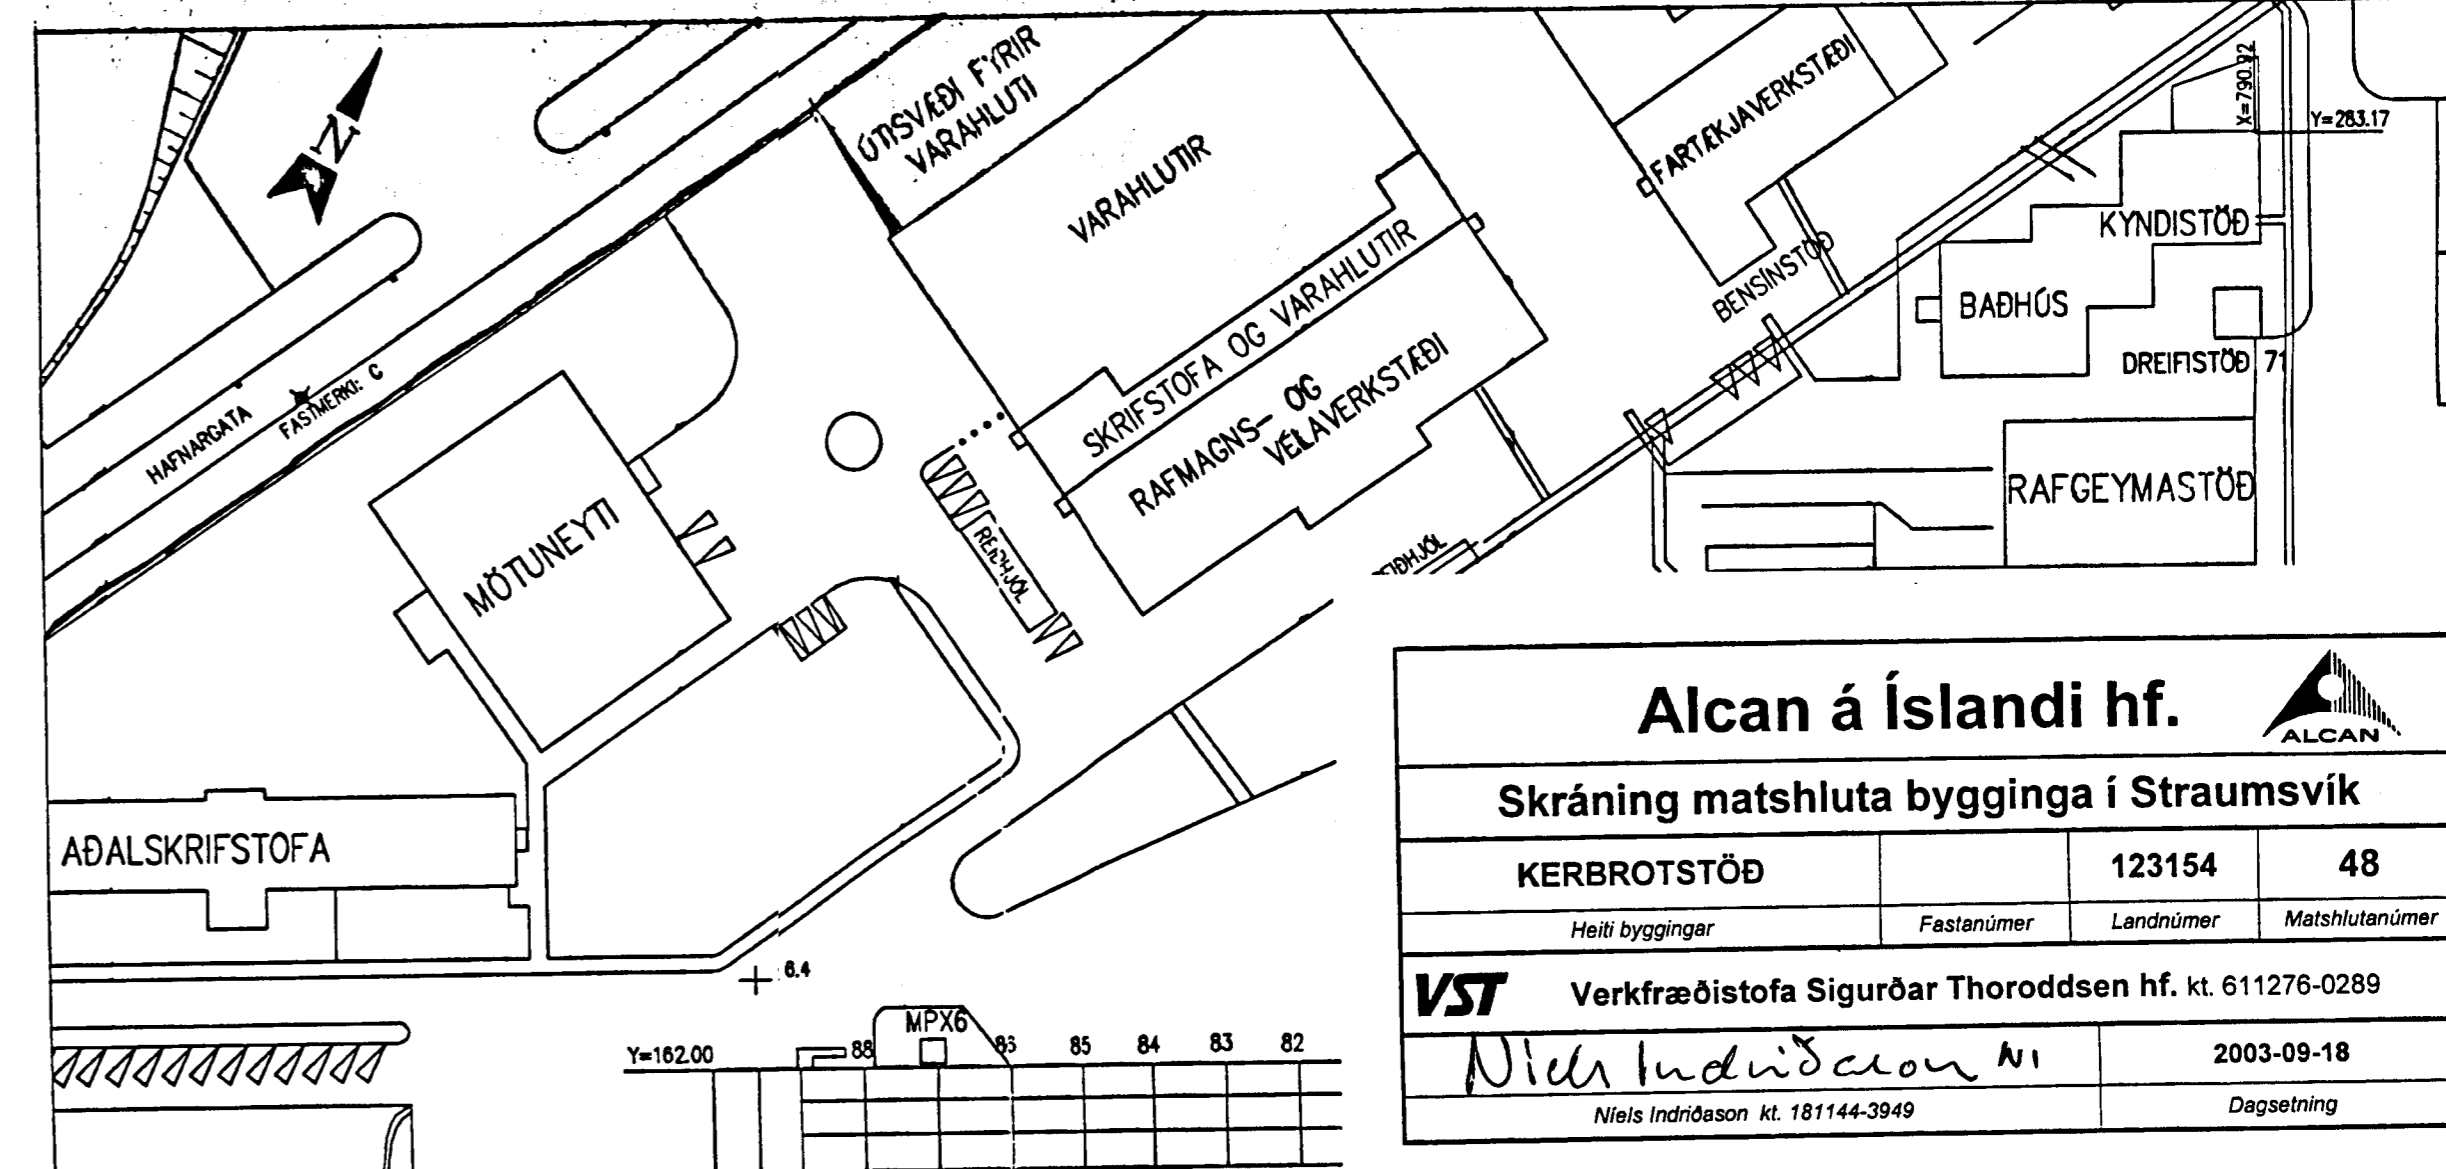 N
ÚTISVÆÐI FYRIR
VARAHLUTI
VARAHLUTIR
FARTÆKJAVERKSTÆÐI
X=790.92
Y=283.17
KYNDISTÖÐ
BENSÍNSTÖÐ
BAÐHÚS
DREIFISTÖÐ 71
SKRIFSTOFA OG VARAHLUTIR
RAFMAGNS- OG
VÉLAVERKSTÆÐI
HAFNARGATA
FASTMERKI: C
RAFGEYMASTÖÐ
MÖTUNEYTI
REIÐHJÓL
EIÐHJÓL
AÐALSKRIFSTOFA
6.4
Y=162.00
88
MPX6
86
85
84
83
82
Alcan á Íslandi hf.
ALCAN
Skráning matshluta bygginga í Straumsvík
KERBROTSTÖÐ
123154
48
Heiti byggingar
Fastanúmer
Landnúmer
Matshlutanúmer
VST
Verkfræðistofa Sigurðar Thoroddsen hf. kt. 611276-0289
Niels Indriðason NI
2003-09-18
Níels Indriðason kt. 181144-3949
Dagsetning